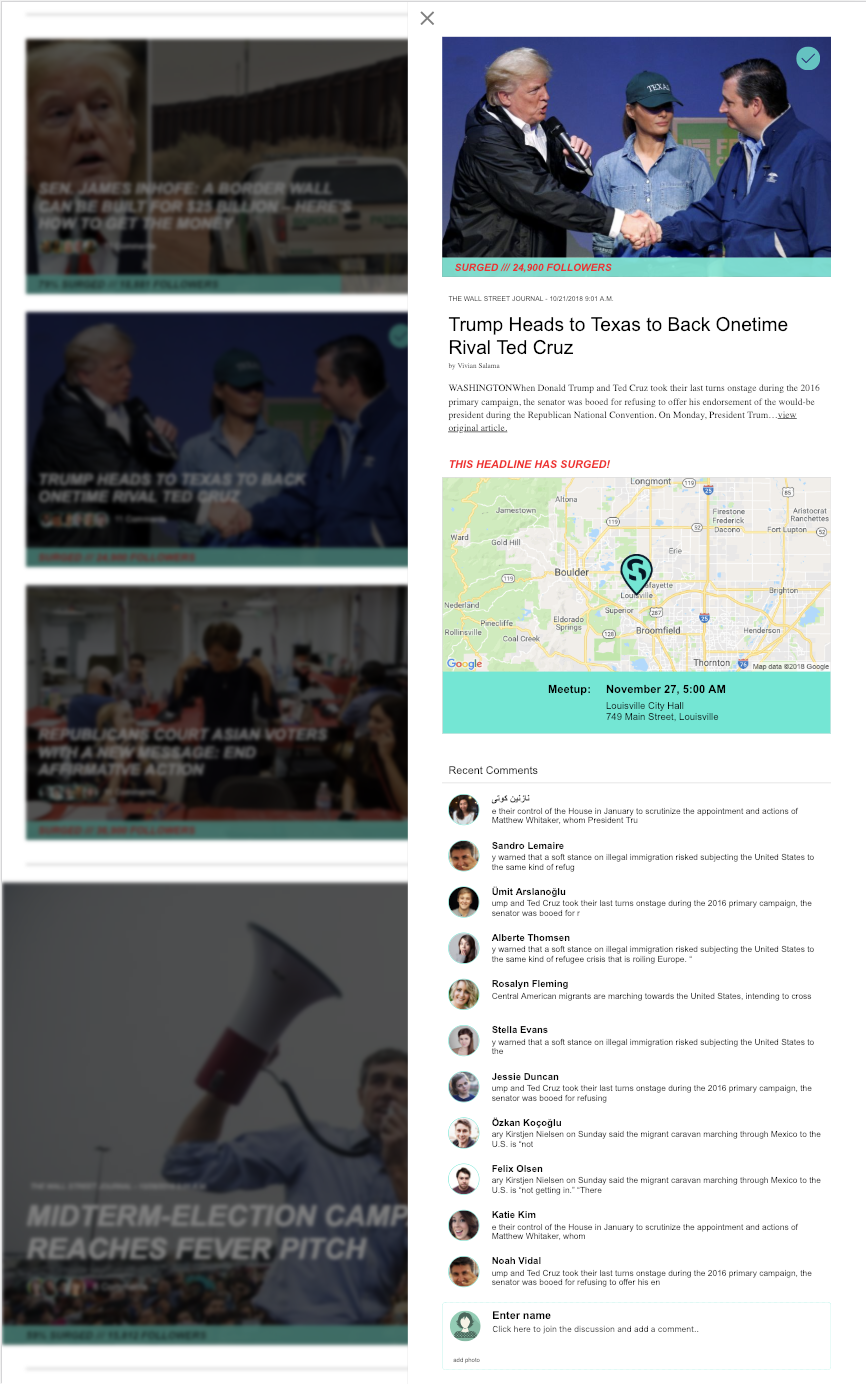 SEN. JAMES INHOFE: A BORDER WALL
CAN BE BUILT FOR $25 BILLION – HERE'S
HOW TO GET THE MONEY
TRUMP HEADS TO TEXAS TO BACK
ONETIME RIVAL TED CRUZ
SURGED /// 24,900 FOLLOWERS
REPUBLICANS COURT ASIAN VOTERS
WITH A NEW MESSAGE: END
AFFIRMATIVE ACTION
MIDTERM-ELECTION CAMP
REACHES FEVER PITCH
TEXAS
SURGED /// 24,900 FOLLOWERS
THE WALL STREET JOURNAL - 10/21/2018 9:01 A.M.
Trump Heads to Texas to Back Onetime
Rival Ted Cruz
by Vivian Salama
WASHINGTONWhen Donald Trump and Ted Cruz took their last turns onstage during the 2016
primary campaign, the senator was booed for refusing to offer his endorsement of the would-be
president during the Republican National Convention. On Monday, President Trum…view
original article.
THIS HEADLINE HAS SURGED!
Longmont
119
25
85
Altona
Jamestown
Firestone
Aristocrat
Ranchettes
119
Frederick
52
Dacono
Fort Lupton
52
Ward
Gold Hill
Erie
Boulder
119
Lafayette
Brighton
Louisville
Nederland
Superior
287
Pinecliffe
Eldorado
Springs
25
Rollinsville
Coal Creek
128
Broomfield
Henderson
Thornton
76
Google
Map data ©2018 Google
Meetup: November 27, 5:00 AM
Louisville City Hall
749 Main Street, Louisville
Recent Comments
نازنین کوتی
e their control of the House in January to scrutinize the appointment and actions of
Matthew Whitaker, whom President Tru
Sandro Lemaire
y warned that a soft stance on illegal immigration risked subjecting the United States to
the same kind of refug
Ümit Arslanoğlu
ump and Ted Cruz took their last turns onstage during the 2016 primary campaign, the
senator was booed for r
Alberte Thomsen
y warned that a soft stance on illegal immigration risked subjecting the United States to
the same kind of refugee crisis that is roiling Europe. "
Rosalyn Fleming
Central American migrants are marching towards the United States, intending to cross
Stella Evans
y warned that a soft stance on illegal immigration risked subjecting the United States to
the
Jessie Duncan
ump and Ted Cruz took their last turns onstage during the 2016 primary campaign, the
senator was booed for refusing
Özkan Koçoğlu
ary Kirstjen Nielsen on Sunday said the migrant caravan marching through Mexico to the
U.S. is "not
Felix Olsen
ary Kirstjen Nielsen on Sunday said the migrant caravan marching through Mexico to the
U.S. is "not getting in." "There
Katie Kim
e their control of the House in January to scrutinize the appointment and actions of
Matthew Whitaker, whom
Noah Vidal
ump and Ted Cruz took their last turns onstage during the 2016 primary campaign, the
senator was booed for refusing to offer his en
Enter name
Click here to join the discussion and add a comment..
add photo